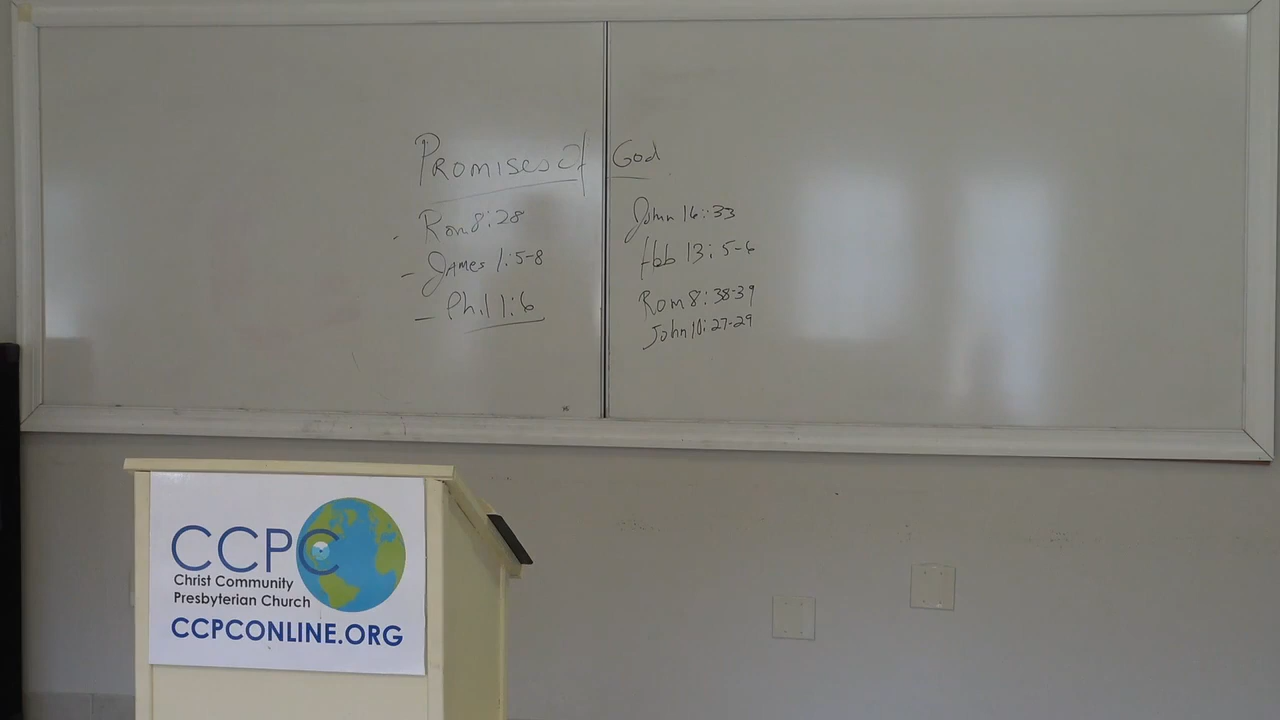 Promises of God
- Rom 8:28
- James 1:5-8
- Phil 1:6
John 16:33
Heb 13:5-6
Rom 8:38-39
John 10:27-29
CCPC
Christ Community
Presbyterian Church
CCPCONLINE.ORG